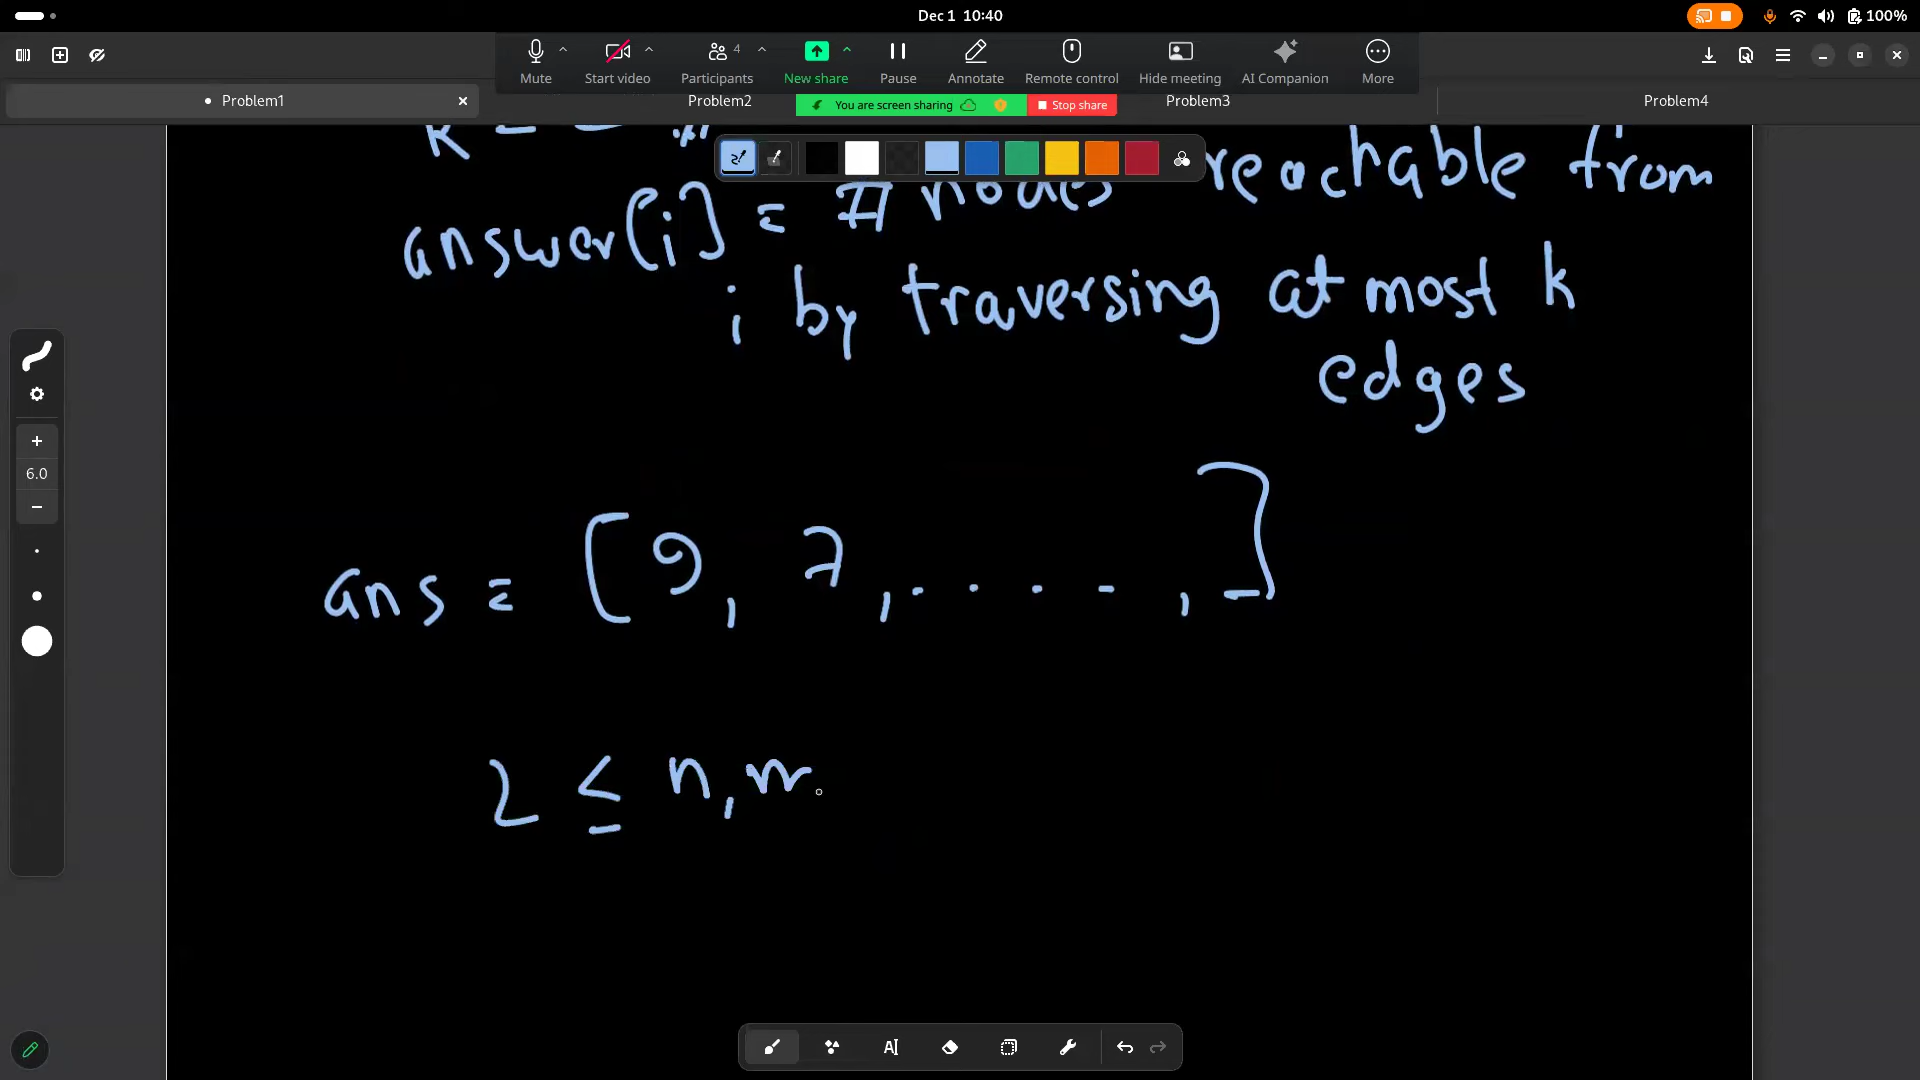 Dec 1 10:40
100%
Mute
Start video
4
Participants
New share
Pause
Annotate
Remote control
Hide meeting
AI Companion
More
Problem1
Problem2
You are screen sharing
Stop share
Problem3
Problem4
k =
answer[i] = # nodes reachable from
i by traversing at most k
edges
6.0
ans = [9, 7, . . . . , _]
2 ≤ n, m